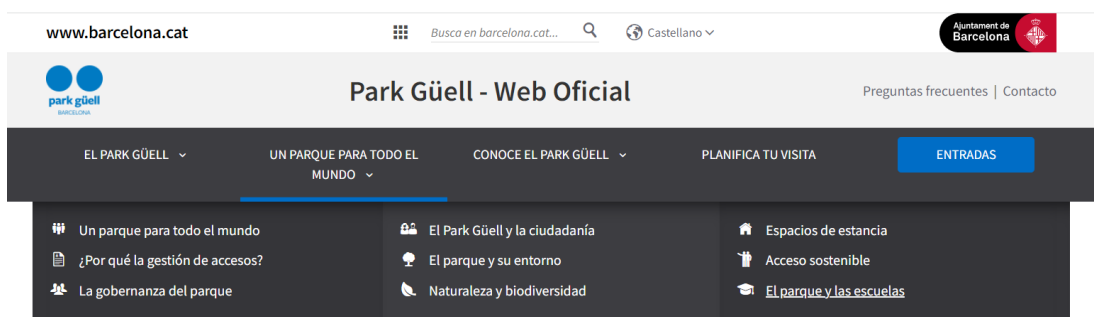 www.barcelona.cat
Busca en barcelona.cat...
Castellano
Ajuntament de
Barcelona
park güell
BARCELONA
Park Güell - Web Oficial
Preguntas frecuentes | Contacto
EL PARK GÜELL
UN PARQUE PARA TODO EL
MUNDO
CONOCE EL PARK GÜELL
PLANIFICA TU VISITA
ENTRADAS
Un parque para todo el mundo
¿Por qué la gestión de accesos?
La gobernanza del parque
El Park Güell y la ciudadanía
El parque y su entorno
Naturaleza y biodiversidad
Espacios de estancia
Acceso sostenible
El parque y las escuelas